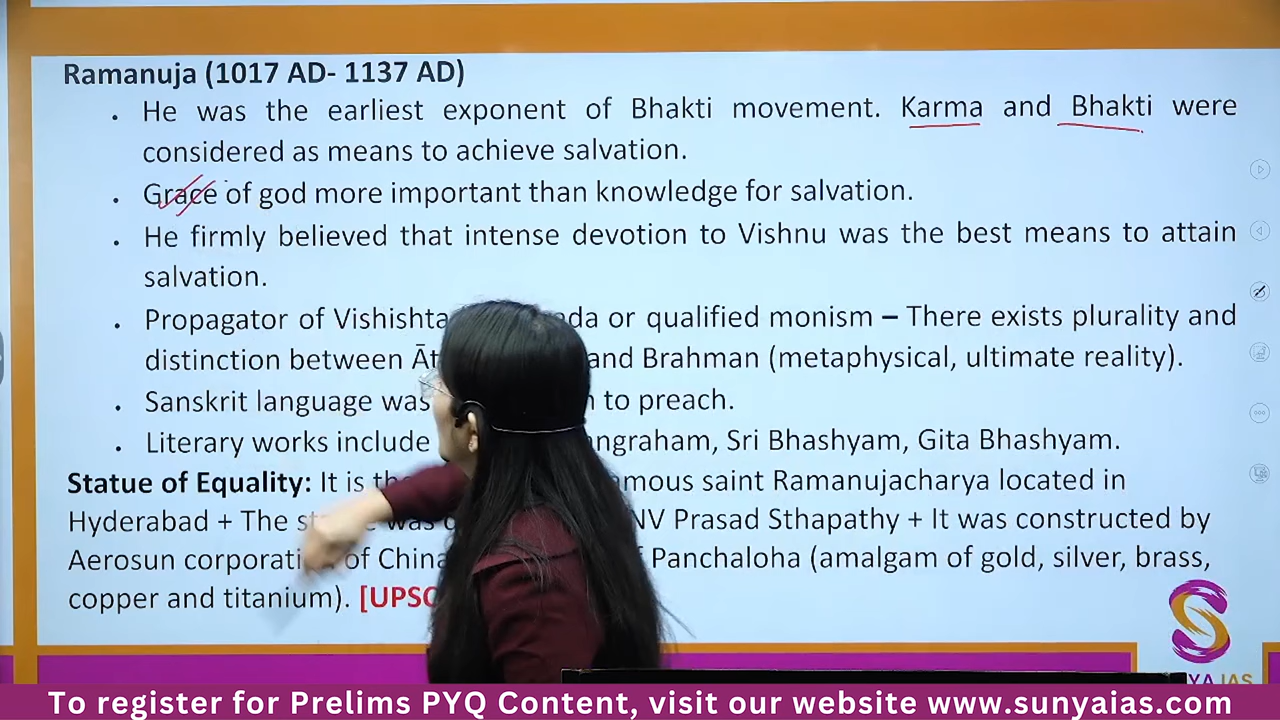 Ramanuja (1017 AD- 1137 AD)
He was the earliest exponent of Bhakti movement. Karma and Bhakti were
considered as means to achieve salvation.
Grace of god more important than knowledge for salvation.
He firmly believed that intense devotion to Vishnu was the best means to attain
salvation.
Propagator of or qualified monism – There exists plurality and
distinction between and Brahman (metaphysical, ultimate reality).
Sanskrit language was to preach.
Literary works include Sri Bhashyam, Gita Bhashyam.
Statue of Equality: It is saint Ramanujacharya located in
Hyderabad + The was NV Prasad Sthapathy + It was constructed by
Aerosun of China Panchaloha (amalgam of gold, silver, brass,
copper and titanium). [UPSC
IAS
To register for Prelims PYQ Content, visit our website www.sunyaias.com